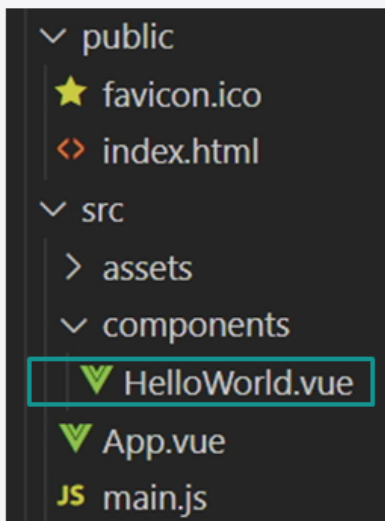 public
favicon.ico
index.html
src
assets
components
HelloWorld.vue
App.vue
JS main.js